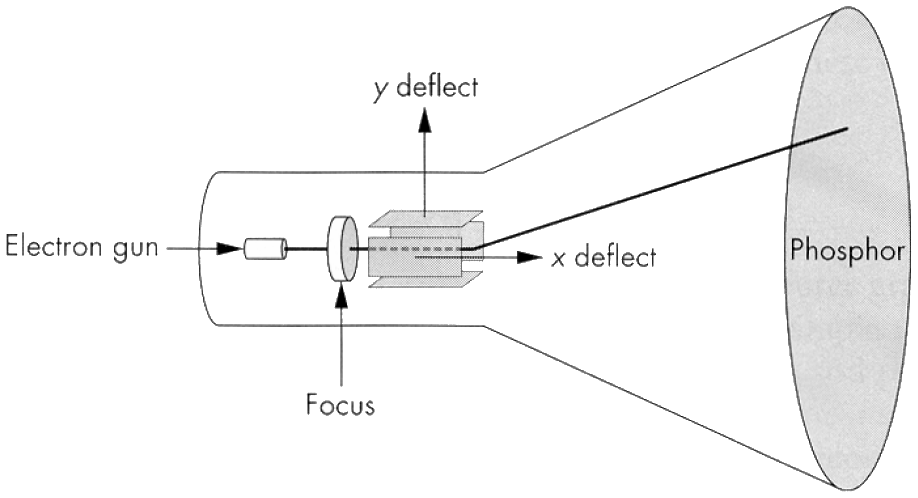 y deflect
Electron gun
x deflect
Phosphor
Focus